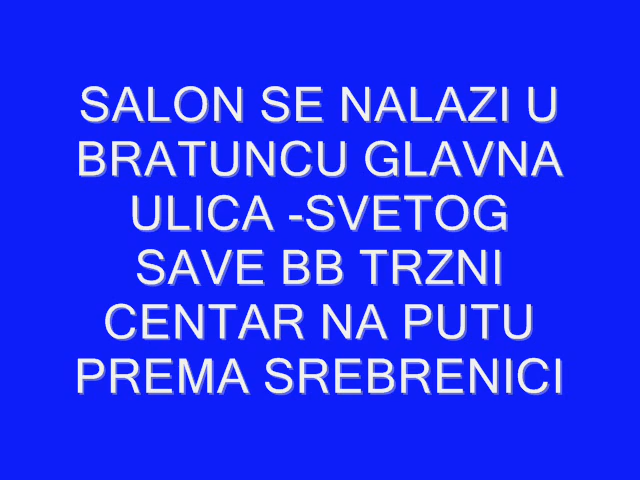 SALON SE NALAZI U
BRATUNCU GLAVNA
ULICA -SVETOG
SAVE BB TRZNI
CENTAR NA PUTU
PREMA SREBRENICI